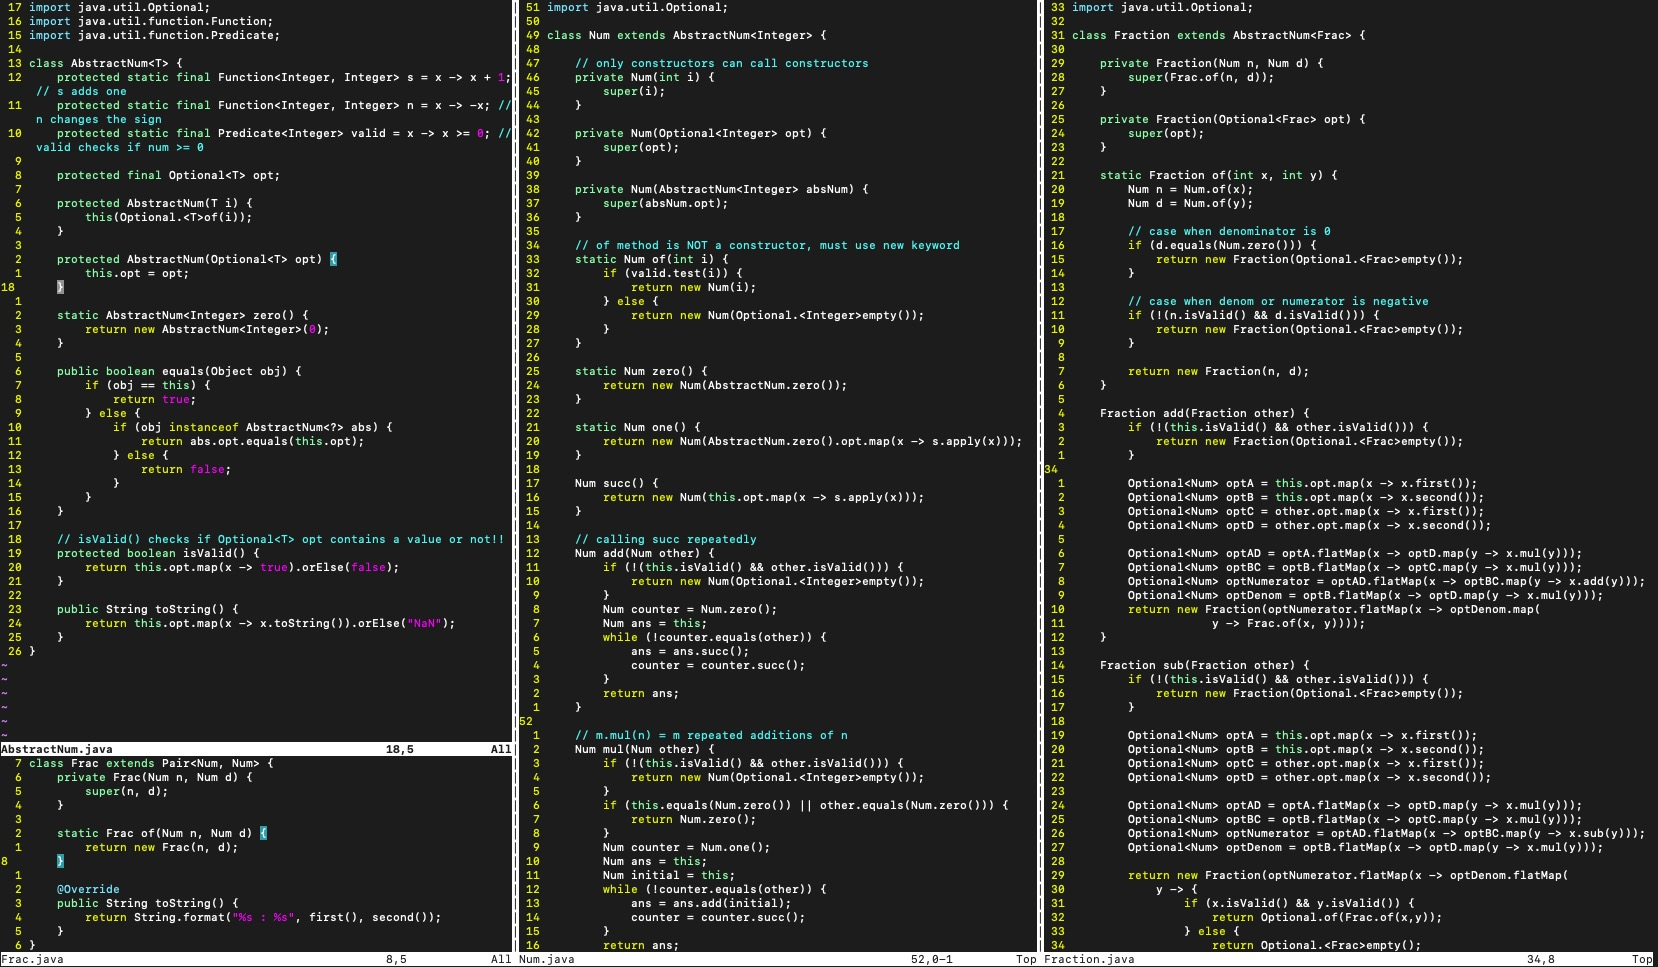 17 import java.util.Optional;
16 import java.util.function.Function;
15 import java.util.function.Predicate;
14
13 class AbstractNum<T> {
12     protected static final Function<Integer, Integer> s = x -> x + 1;
// s adds one
11     protected static final Function<Integer, Integer> n = x -> -x; //
n changes the sign
10     protected static final Predicate<Integer> valid = x -> x >= 0; //
valid checks if num >= 0
9
8     protected final Optional<T> opt;
7
6     protected AbstractNum(T i) {
5         this(Optional.<T>of(i));
4     }
3
2     protected AbstractNum(Optional<T> opt) {
1         this.opt = opt;
18     }
1
2     static AbstractNum<Integer> zero() {
3         return new AbstractNum<Integer>(0);
4     }
5
6     public boolean equals(Object obj) {
7         if (obj == this) {
8             return true;
9         } else {
10             if (obj instanceof AbstractNum<?> abs) {
11                 return abs.opt.equals(this.opt);
12             } else {
13                 return false;
14             }
15         }
16     }
17
18     // isValid() checks if Optional<T> opt contains a value or not!!
19     protected boolean isValid() {
20         return this.opt.map(x -> true).orElse(false);
21     }
22
23     public String toString() {
24         return this.opt.map(x -> x.toString()).orElse("NaN");
25     }
26 }
~
~
~
~
~
~
AbstractNum.java 18,5 All
7 class Frac extends Pair<Num, Num> {
6     private Frac(Num n, Num d) {
5         super(n, d);
4     }
3
2     static Frac of(Num n, Num d) {
1         return new Frac(n, d);
8     }
1
2     @Override
3     public String toString() {
4         return String.format("%s : %s", first(), second());
5     }
6 }
Frac.java 8,5 All
51 import java.util.Optional;
50
49 class Num extends AbstractNum<Integer> {
48
47     // only constructors can call constructors
46     private Num(int i) {
45         super(i);
44     }
43
42     private Num(Optional<Integer> opt) {
41         super(opt);
40     }
39
38     private Num(AbstractNum<Integer> absNum) {
37         super(absNum.opt);
36     }
35
34     // of method is NOT a constructor, must use new keyword
33     static Num of(int i) {
32         if (valid.test(i)) {
31             return new Num(i);
30         } else {
29             return new Num(Optional.<Integer>empty());
28         }
27     }
26
25     static Num zero() {
24         return new Num(AbstractNum.zero());
23     }
22
21     static Num one() {
20         return new Num(AbstractNum.zero().opt.map(x -> s.apply(x)));
19     }
18
17     Num succ() {
16         return new Num(this.opt.map(x -> s.apply(x)));
15     }
14
13     // calling succ repeatedly
12     Num add(Num other) {
11         if (!(this.isValid() && other.isValid())) {
10             return new Num(Optional.<Integer>empty());
9         }
8         Num counter = Num.zero();
7         Num ans = this;
6         while (!counter.equals(other)) {
5             ans = ans.succ();
4             counter = counter.succ();
3         }
2         return ans;
1     }
52
1     // m.mul(n) = m repeated additions of n
2     Num mul(Num other) {
3         if (!(this.isValid() && other.isValid())) {
4             return new Num(Optional.<Integer>empty());
5         }
6         if (this.equals(Num.zero()) || other.equals(Num.zero())) {
7             return Num.zero();
8         }
9         Num counter = Num.one();
10         Num ans = this;
11         Num initial = this;
12         while (!counter.equals(other)) {
13             ans = ans.add(initial);
14             counter = counter.succ();
15         }
16         return ans;
Num.java 52,0-1 Top
33 import java.util.Optional;
32
31 class Fraction extends AbstractNum<Frac> {
30
29     private Fraction(Num n, Num d) {
28         super(Frac.of(n, d));
27     }
26
25     private Fraction(Optional<Frac> opt) {
24         super(opt);
23     }
22
21     static Fraction of(int x, int y) {
20         Num n = Num.of(x);
19         Num d = Num.of(y);
18
17         // case when denominator is 0
16         if (d.equals(Num.zero())) {
15             return new Fraction(Optional.<Frac>empty());
14         }
13
12         // case when denom or numerator is negative
11         if (!(n.isValid() && d.isValid())) {
10             return new Fraction(Optional.<Frac>empty());
9         }
8
7         return new Fraction(n, d);
6     }
5
4     Fraction add(Fraction other) {
3         if (!(this.isValid() && other.isValid())) {
2             return new Fraction(Optional.<Frac>empty());
1         }
34
1         Optional<Num> optA = this.opt.map(x -> x.first());
2         Optional<Num> optB = this.opt.map(x -> x.second());
3         Optional<Num> optC = other.opt.map(x -> x.first());
4         Optional<Num> optD = other.opt.map(x -> x.second());
5
6         Optional<Num> optAD = optA.flatMap(x -> optD.map(y -> x.mul(y)));
7         Optional<Num> optBC = optB.flatMap(x -> optC.map(y -> x.mul(y)));
8         Optional<Num> optNumerator = optAD.flatMap(x -> optBC.map(y -> x.add(y)));
9         Optional<Num> optDenom = optB.flatMap(x -> optD.map(y -> x.mul(y)));
10         return new Fraction(optNumerator.flatMap(x -> optDenom.map(
11                     y -> Frac.of(x, y))));
12     }
13
14     Fraction sub(Fraction other) {
15         if (!(this.isValid() && other.isValid())) {
16             return new Fraction(Optional.<Frac>empty());
17         }
18
19         Optional<Num> optA = this.opt.map(x -> x.first());
20         Optional<Num> optB = this.opt.map(x -> x.second());
21         Optional<Num> optC = other.opt.map(x -> x.first());
22         Optional<Num> optD = other.opt.map(x -> x.second());
23
24         Optional<Num> optAD = optA.flatMap(x -> optD.map(y -> x.mul(y)));
25         Optional<Num> optBC = optB.flatMap(x -> optC.map(y -> x.mul(y)));
26         Optional<Num> optNumerator = optAD.flatMap(x -> optBC.map(y -> x.sub(y)));
27         Optional<Num> optDenom = optB.flatMap(x -> optD.map(y -> x.mul(y)));
28
29         return new Fraction(optNumerator.flatMap(x -> optDenom.flatMap(
30             y -> {
31                 if (x.isValid() && y.isValid()) {
32                     return Optional.of(Frac.of(x,y));
33                 } else {
34                     return Optional.<Frac>empty();
Fraction.java 34,8 Top